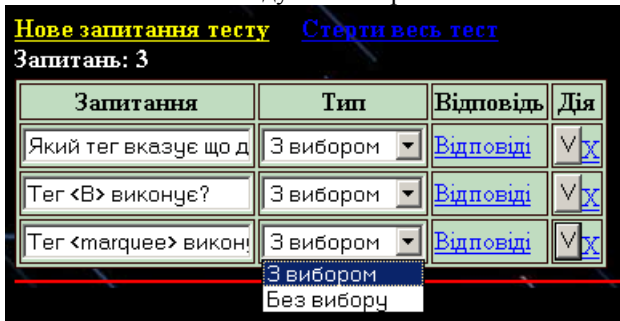 Нове запитання тесту Стерти весь тест
Запитань: 3
Запитання Тип Відповідь Дія
Який тег вказує що д З вибором Відповіді V X
Тег <B> виконує? З вибором Відповіді V X
Тег <marquee> викону З вибором Відповіді V X
З вибором
Без вибору